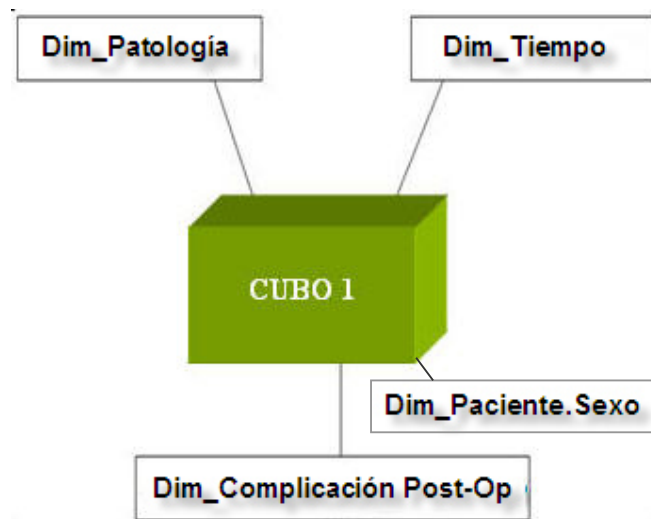 Dim_Patología
Dim_Tiempo
CUBO 1
Dim_Paciente.Sexo
Dim_Complicación Post-Op